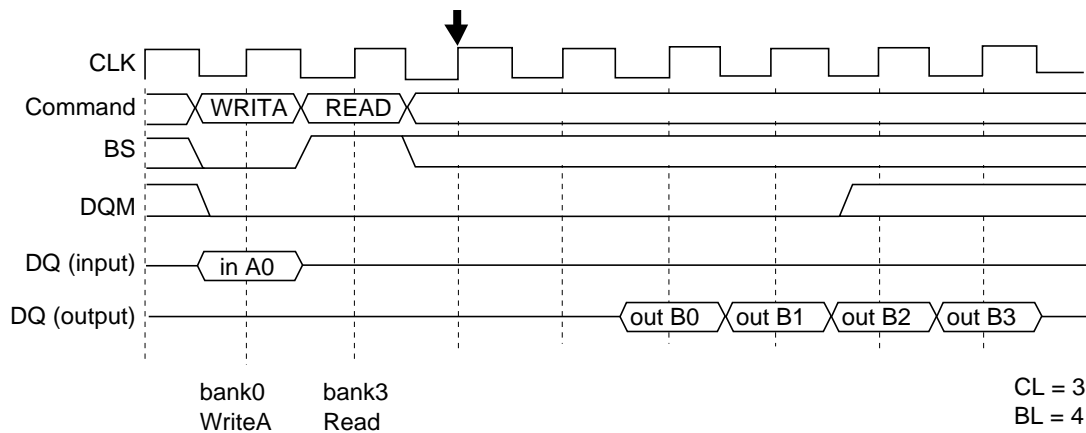 CLK
Command WRITA READ
BS
DQM
DQ (input) in A0
DQ (output) out B0 out B1 out B2 out B3
bank0 bank3 CL = 3
WriteA Read BL = 4